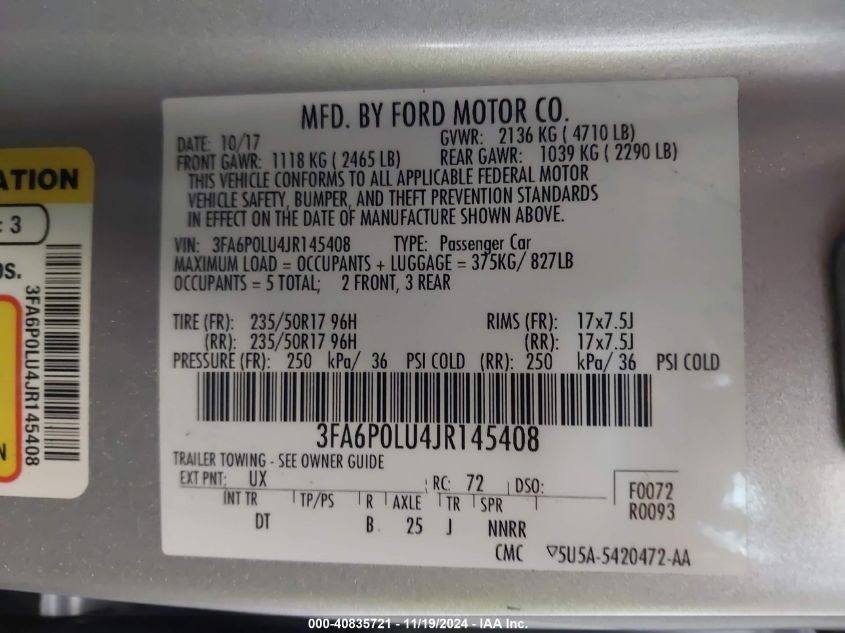 MFD. BY FORD MOTOR CO.
DATE: 10/17 GVWR: 2136 KG ( 4710 LB)
FRONT GAWR: 1118 KG ( 2465 LB) REAR GAWR: 1039 KG ( 2290 LB)
THIS VEHICLE CONFORMS TO ALL APPLICABLE FEDERAL MOTOR
VEHICLE SAFETY, BUMPER, AND THEFT PREVENTION STANDARDS
IN EFFECT ON THE DATE OF MANUFACTURE SHOWN ABOVE.
VIN: 3FA6P0LU4JR145408 TYPE: Passenger Car
MAXIMUM LOAD = OCCUPANTS + LUGGAGE = 375KG/ 827LB
OCCUPANTS = 5 TOTAL; 2 FRONT, 3 REAR
TIRE (FR): 235/50R17 96H RIMS (FR): 17x7.5J
(RR): 235/50R17 96H (RR): 17x7.5J
PRESSURE (FR): 250 kPa/ 36 PSI COLD (RR): 250 kPa/ 36 PSI COLD
3FA6P0LU4JR145408
TRAILER TOWING - SEE OWNER GUIDE
EXT PNT: UX RC: 72 DSO:
INT TR TP/PS R AXLE TR SPR
DT B 25 J NNRR
F0072
R0093
CMC ▽5U5A-5420472-AA
ATION
: 3
OS.
3FA6P0LU4JR145408
N
000-40835721 - 11/19/2024 - IAA Inc.